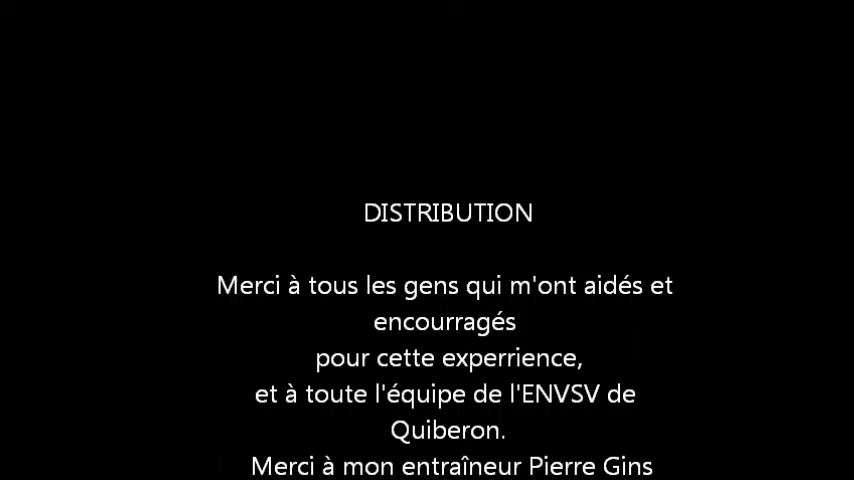 DISTRIBUTION
Merci à tous les gens qui m'ont aidés et
encourragés
pour cette experrience,
et à toute l'équipe de l'ENVSV de
Quiberon.
Merci à mon entraîneur Pierre Gins